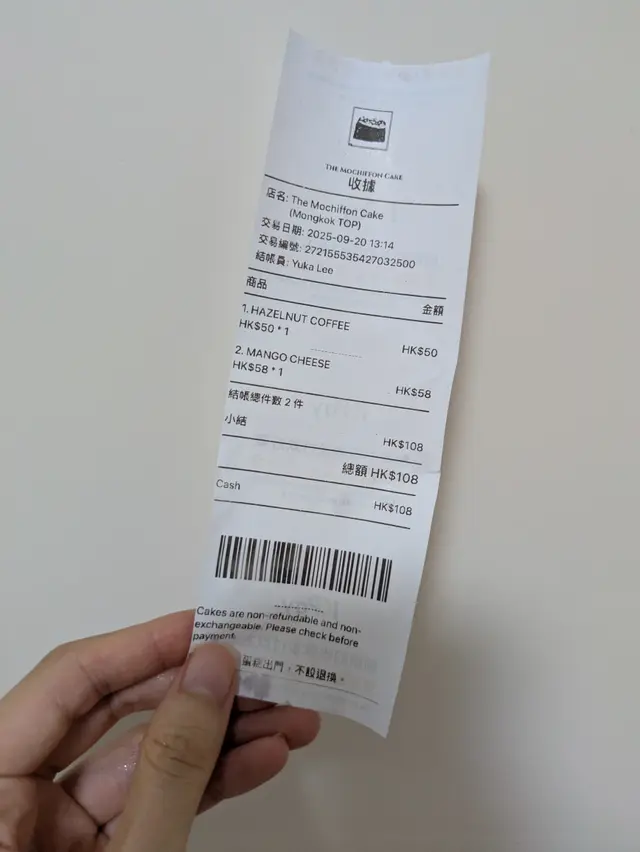 THE MOCHIFFON CAKE
收據
店名: The Mochiffon Cake
(Mongkok TOP)
交易日期: 2025-09-20 13:14
交易編號: 272155535427032500
結帳員: Yuka Lee
商品 金額
1. HAZELNUT COFFEE
HK$50 * 1 HK$50
2. MANGO CHEESE
HK$58 * 1 HK$58
結帳總件數 2 件
小結 HK$108
總額 HK$108
Cash HK$108
Cakes are non-refundable and non-
exchangeable. Please check before
payment.
出門，不設退換。